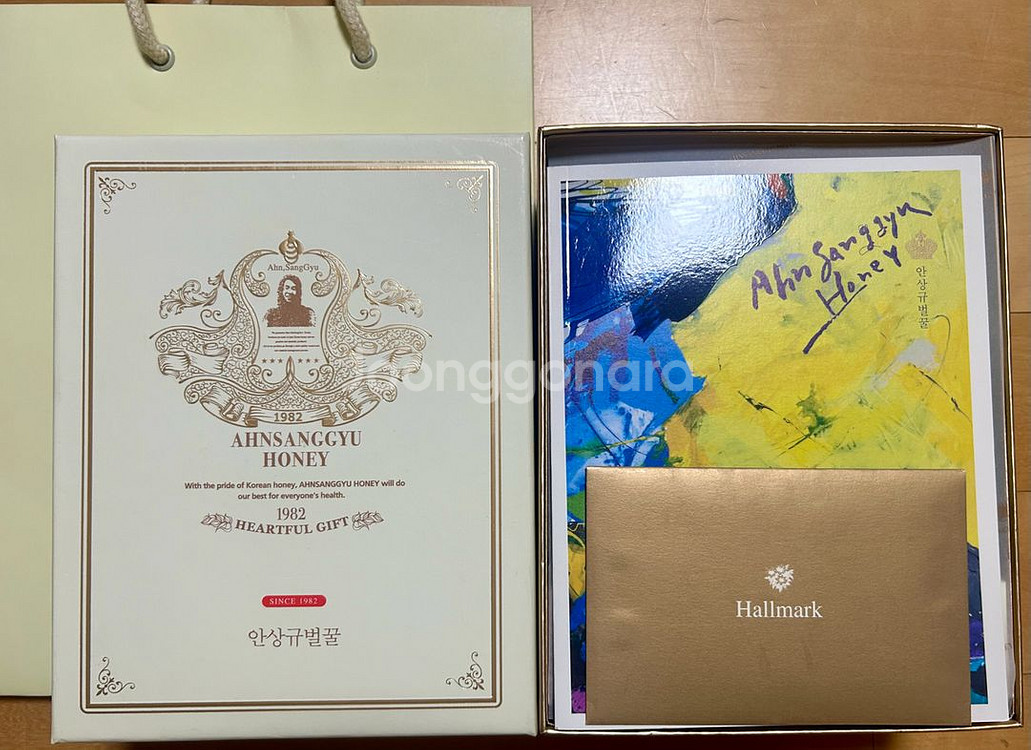 Ahn,SangGyu
1982
AHNSANGGYU
HONEY
With the pride of Korean honey, AHNSANGGYU HONEY will do
our best for everyone's health.
1982
HEARTFUL GIFT
SINCE 1982
안상규벌꿀
AhnSanggyu
Honey
안상규벌꿀
joonggonara
Hallmark